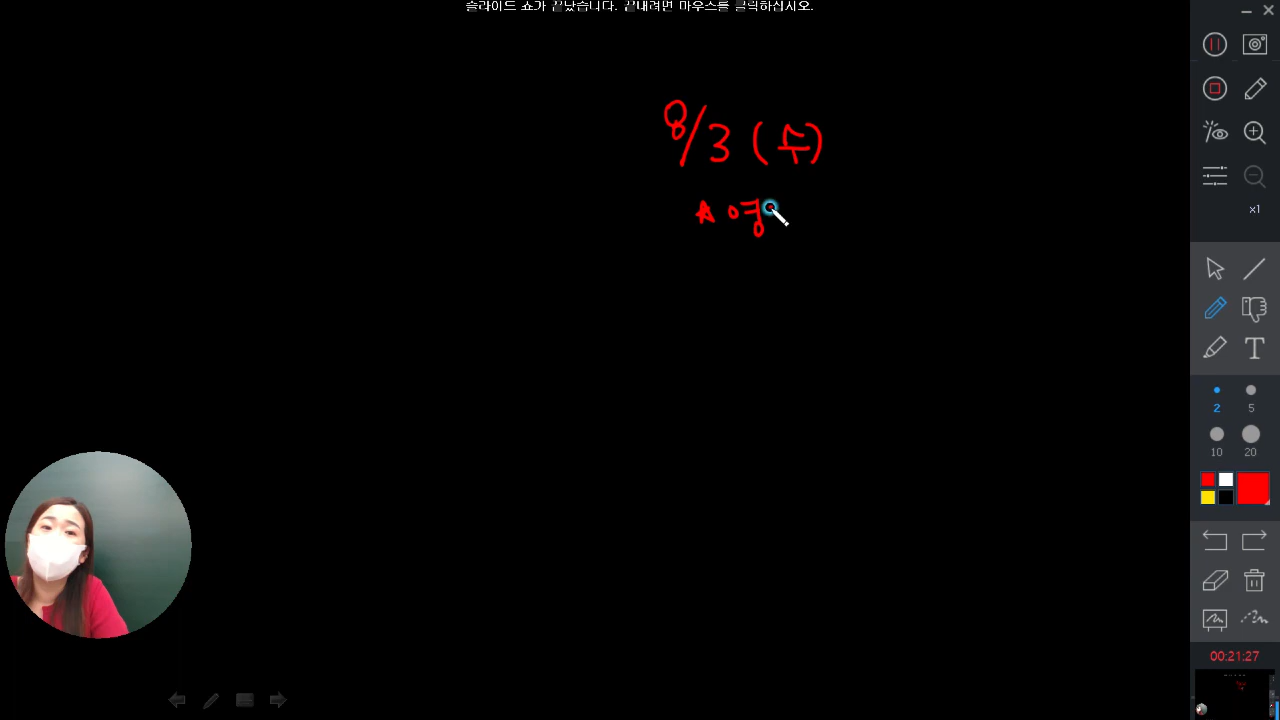 슬라이드 쇼가 끝났습니다. 끝내려면 마우스를 클릭하십시오.
8/3 (수)
☆ 영
x1
2 5
10 20
00:21:27